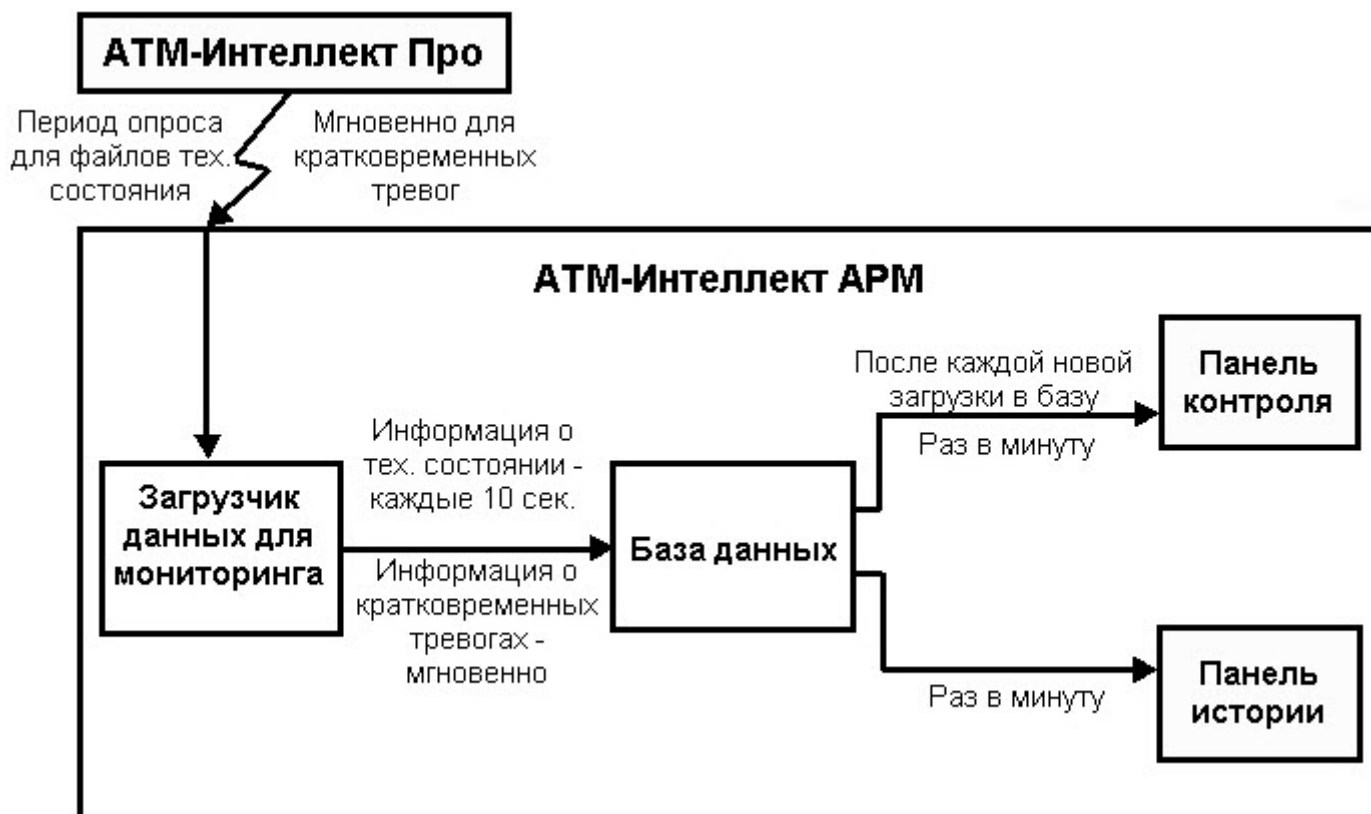 АТМ-Интеллект Про
Период опроса
для файлов тех.
состояния
Мгновенно для
кратковременных
тревог
АТМ-Интеллект АРМ
Загрузчик
данных для
мониторинга
Информация о
тех. состоянии -
каждые 10 сек.
Информация о
кратковременных
тревогах -
мгновенно
База данных
После каждой новой
загрузки в базу
Раз в минуту
Панель
контроля
Раз в минуту
Панель
истории